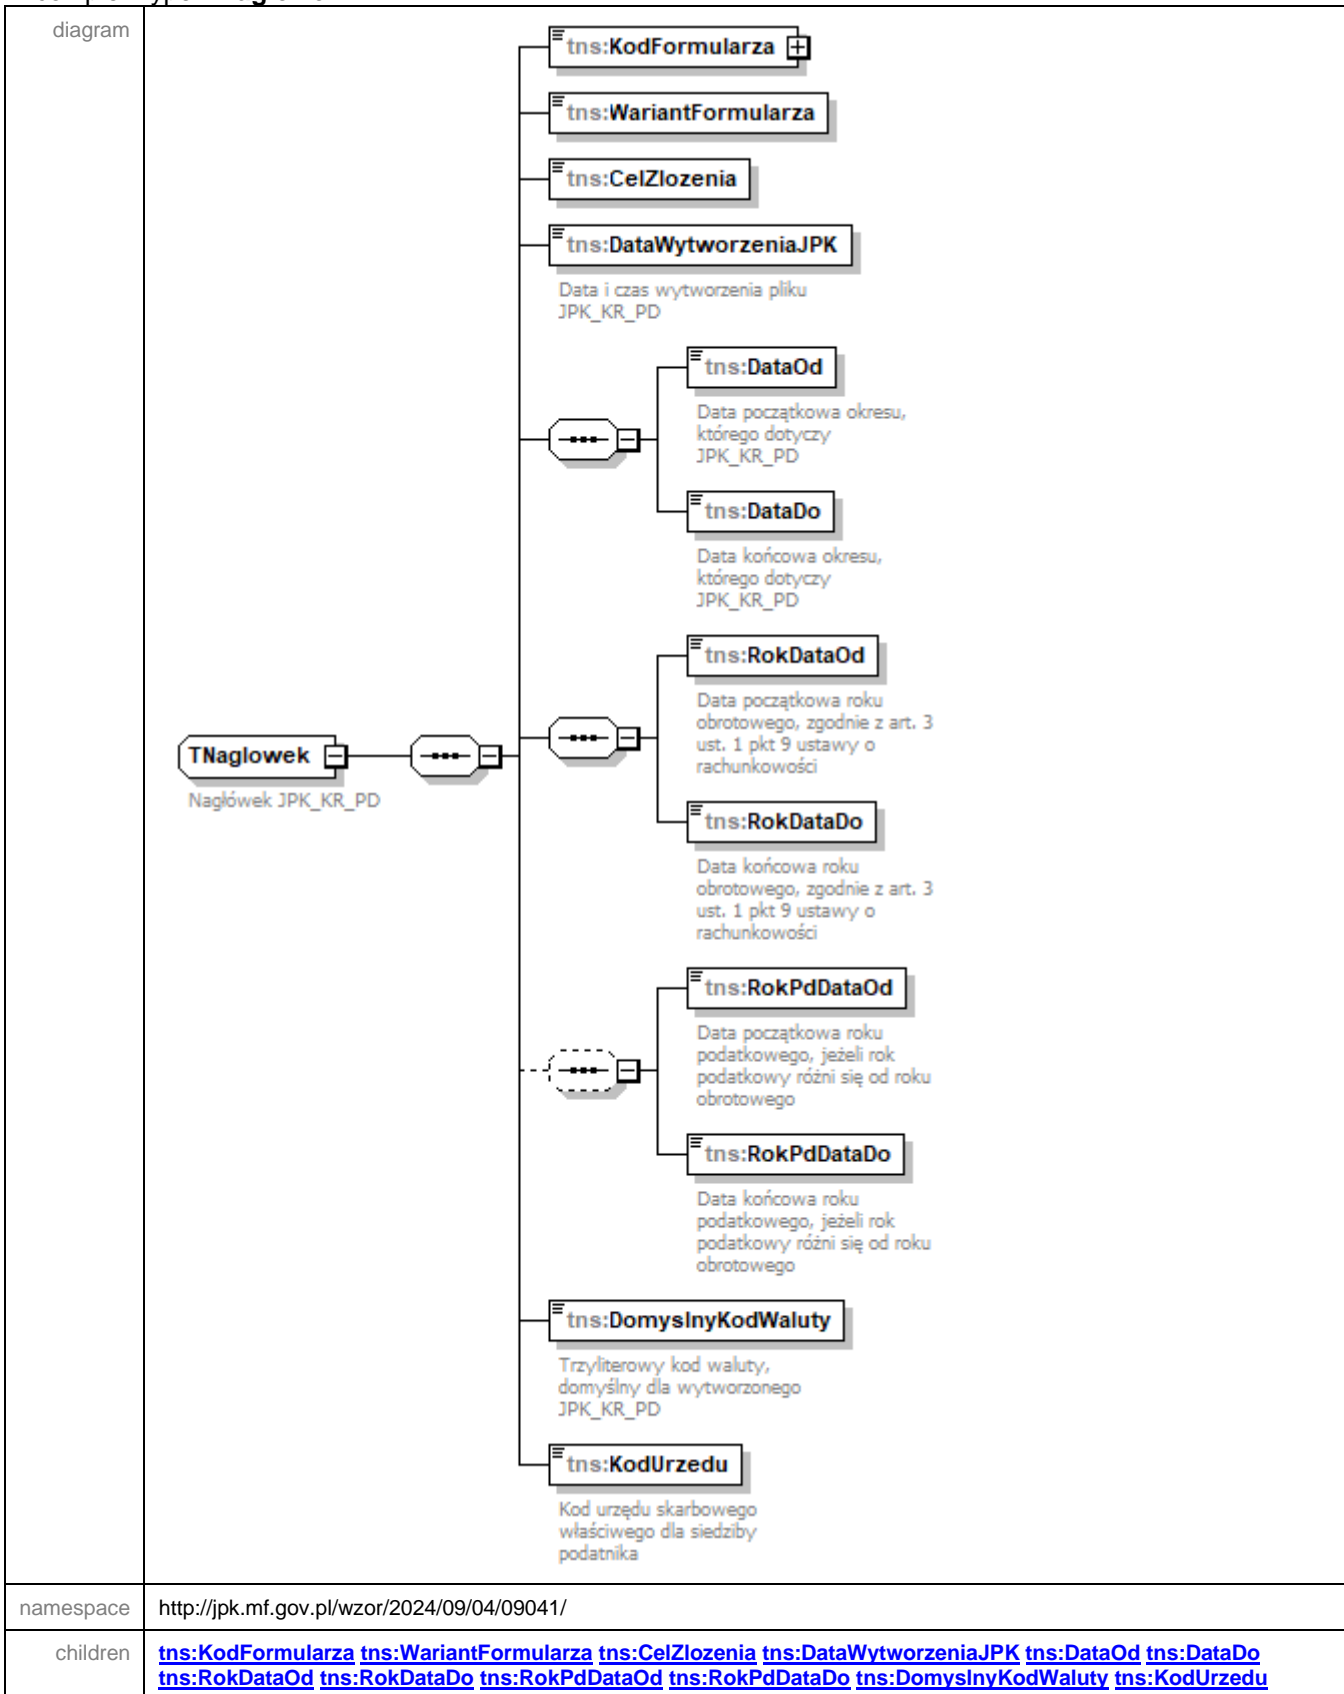 diagram
tns:KodFormularza
tns:WariantFormularza
tns:CelZlozenia
tns:DataWytworzeniaJPK
Data i czas wytworzenia pliku
JPK_KR_PD
tns:DataOd
Data początkowa okresu,
którego dotyczy
JPK_KR_PD
tns:DataDo
Data końcowa okresu,
którego dotyczy
JPK_KR_PD
tns:RokDataOd
Data początkowa roku
obrotowego, zgodnie z art. 3
ust. 1 pkt 9 ustawy o
rachunkowości
TNaglowek
Nagłówek JPK_KR_PD
tns:RokDataDo
Data końcowa roku
obrotowego, zgodnie z art. 3
ust. 1 pkt 9 ustawy o
rachunkowości
tns:RokPdDataOd
Data początkowa roku
podatkowego, jeżeli rok
podatkowy różni się od roku
obrotowego
tns:RokPdDataDo
Data końcowa roku
podatkowego, jeżeli rok
podatkowy różni się od roku
obrotowego
tns:DomyslnyKodWaluty
Trzyliterowy kod waluty,
domyślny dla wytworzonego
JPK_KR_PD
tns:KodUrzedu
Kod urzędu skarbowego
właściwego dla siedziby
podatnika
namespace http://jpk.mf.gov.pl/wzor/2024/09/04/09041/
children tns:KodFormularza tns:WariantFormularza tns:CelZlozenia tns:DataWytworzeniaJPK tns:DataOd tns:DataDo
tns:RokDataOd tns:RokDataDo tns:RokPdDataOd tns:RokPdDataDo tns:DomyslnyKodWaluty tns:KodUrzedu